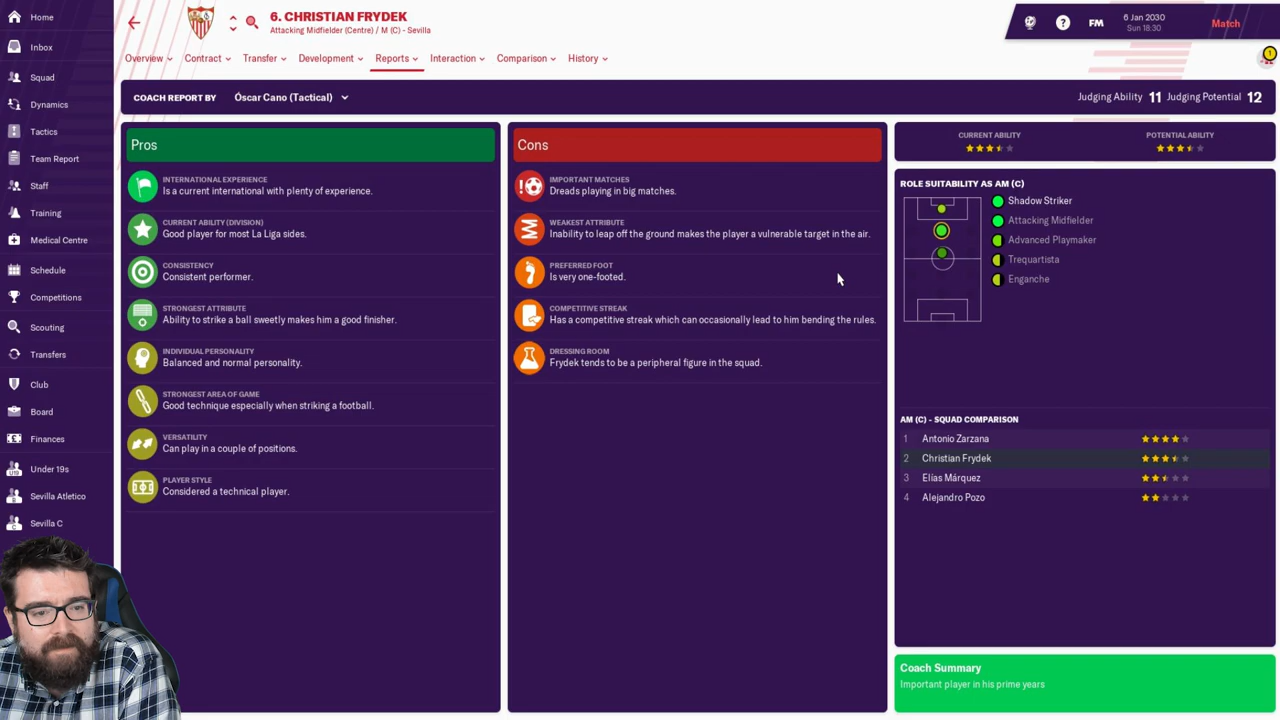 Home
Inbox
Squad
Dynamics
Tactics
Team Report
Staff
Training
Medical Centre
Schedule
Competitions
Scouting
Transfers
Club
Board
Finances
Under 19s
Sevilla Atletico
Sevilla C
6. CHRISTIAN FRYDEK
Attacking Midfielder (Centre) / M (C) - Sevilla
FM
6 Jan 2030
Sun 18:30
Match
1
Overview
Contract
Transfer
Development
Reports
Interaction
Comparison
History
COACH REPORT BY Óscar Cano (Tactical)
Judging Ability 11 Judging Potential 12
Pros
INTERNATIONAL EXPERIENCE
Is a current international with plenty of experience.
CURRENT ABILITY (DIVISION)
Good player for most La Liga sides.
CONSISTENCY
Consistent performer.
STRONGEST ATTRIBUTE
Ability to strike a ball sweetly makes him a good finisher.
INDIVIDUAL PERSONALITY
Balanced and normal personality.
STRONGEST AREA OF GAME
Good technique especially when striking a football.
VERSATILITY
Can play in a couple of positions.
PLAYER STYLE
Considered a technical player.
Cons
IMPORTANT MATCHES
Dreads playing in big matches.
WEAKEST ATTRIBUTE
Inability to leap off the ground makes the player a vulnerable target in the air.
PREFERRED FOOT
Is very one-footed.
COMPETITIVE STREAK
Has a competitive streak which can occasionally lead to him bending the rules.
DRESSING ROOM
Frydek tends to be a peripheral figure in the squad.
CURRENT ABILITY
POTENTIAL ABILITY
ROLE SUITABILITY AS AM (C)
Shadow Striker
Attacking Midfielder
Advanced Playmaker
Trequartista
Enganche
AM (C) - SQUAD COMPARISON
1 Antonio Zarzana
2 Christian Frydek
3 Elías Márquez
4 Alejandro Pozo
Coach Summary
Important player in his prime years